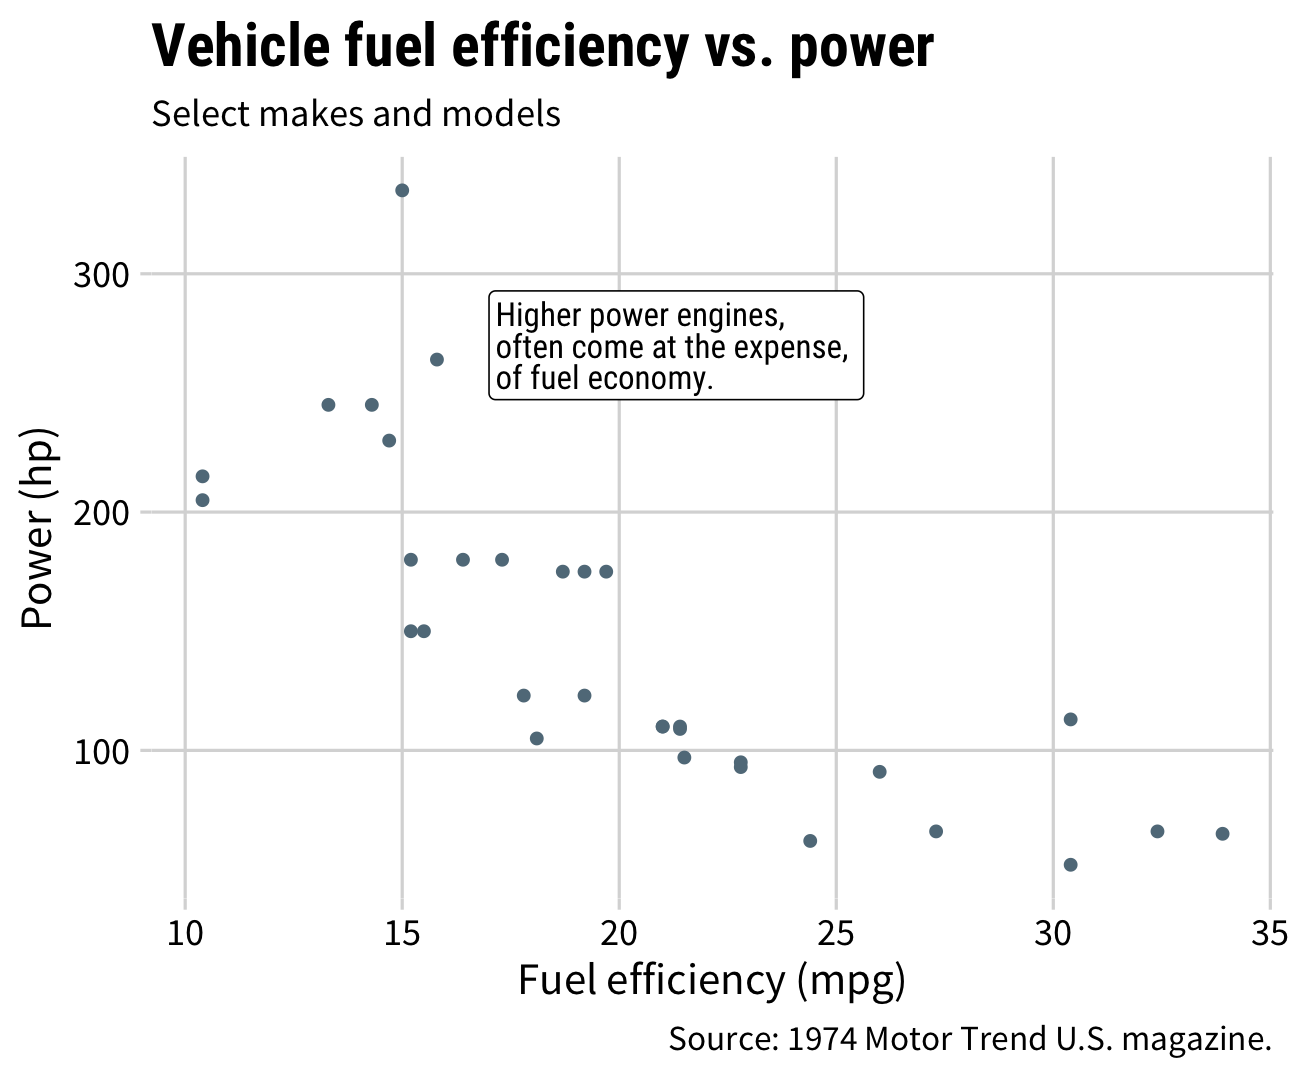 Vehicle fuel efficiency vs. power
Select makes and models
Higher power engines,
often come at the expense,
of fuel economy.
Power (hp)
300
200
100
10 15 20 25 30 35
Fuel efficiency (mpg)
Source: 1974 Motor Trend U.S. magazine.